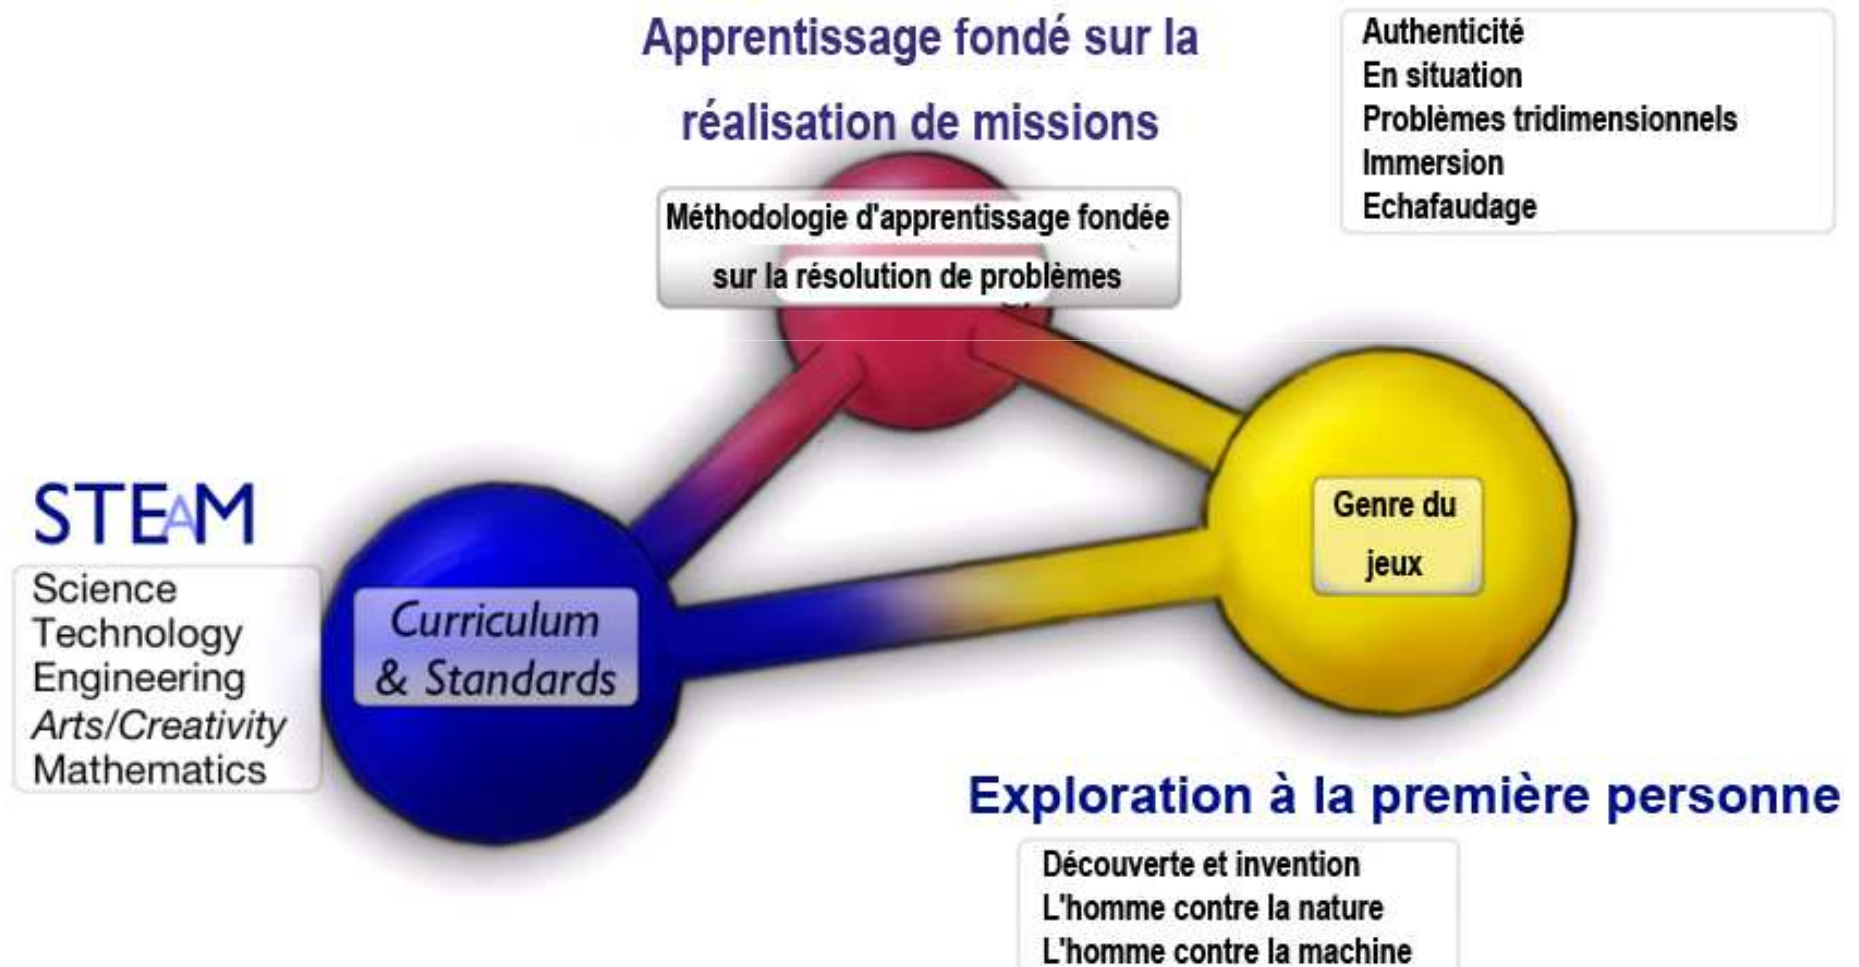 Apprentissage fondé sur la
réalisation de missions
Authenticité
En situation
Problèmes tridimensionnels
Immersion
Echafaudage
Méthodologie d'apprentissage fondée
sur la résolution de problèmes
Genre du
jeux
STEAM
Science
Technology
Engineering
Arts/Creativity
Mathematics
Curriculum
& Standards
Exploration à la première personne
Découverte et invention
L'homme contre la nature
L'homme contre la machine